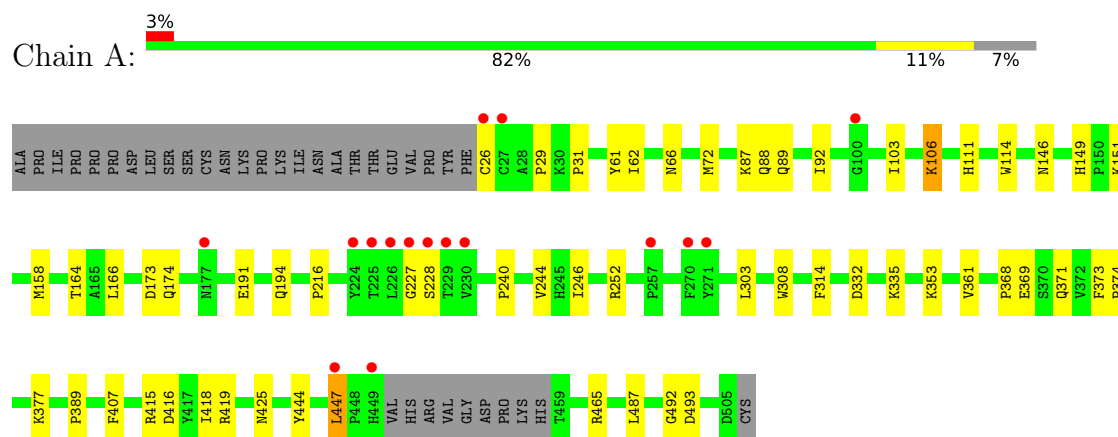 3%
Chain A:
82% 11% 7%
ALA PRO ILE PRO PRO PRO ASP LEU SER SER CYS ASN LYS PRO LYS ILE ASN ALA THR THR GLU VAL PRO TYR PHE C26 C27 A28 P29 K30 P31 Y61 I62 N66 M72 K87 Q88 Q89 I92 G100 I103 K106 H111 W114 N146 H149 P150 K151
M158 T164 A165 L166 D173 Q174 N177 E191 Q194 P216 Y224 T225 L226 G227 S228 T229 V230 P240 V244 H245 I246 R252 P257 F270 Y271 L303 W308 F314 D332 K335 K353 V361 P368 E369 S370 Q371 V372 F373 P374
K377 P389 F407 R415 D416 Y417 I418 R419 N425 Y444 L447 P448 H449 VAL HIS ARG VAL GLY ASP PRO LYS HIS T459 R465 L487 G492 D493 D505 CYS